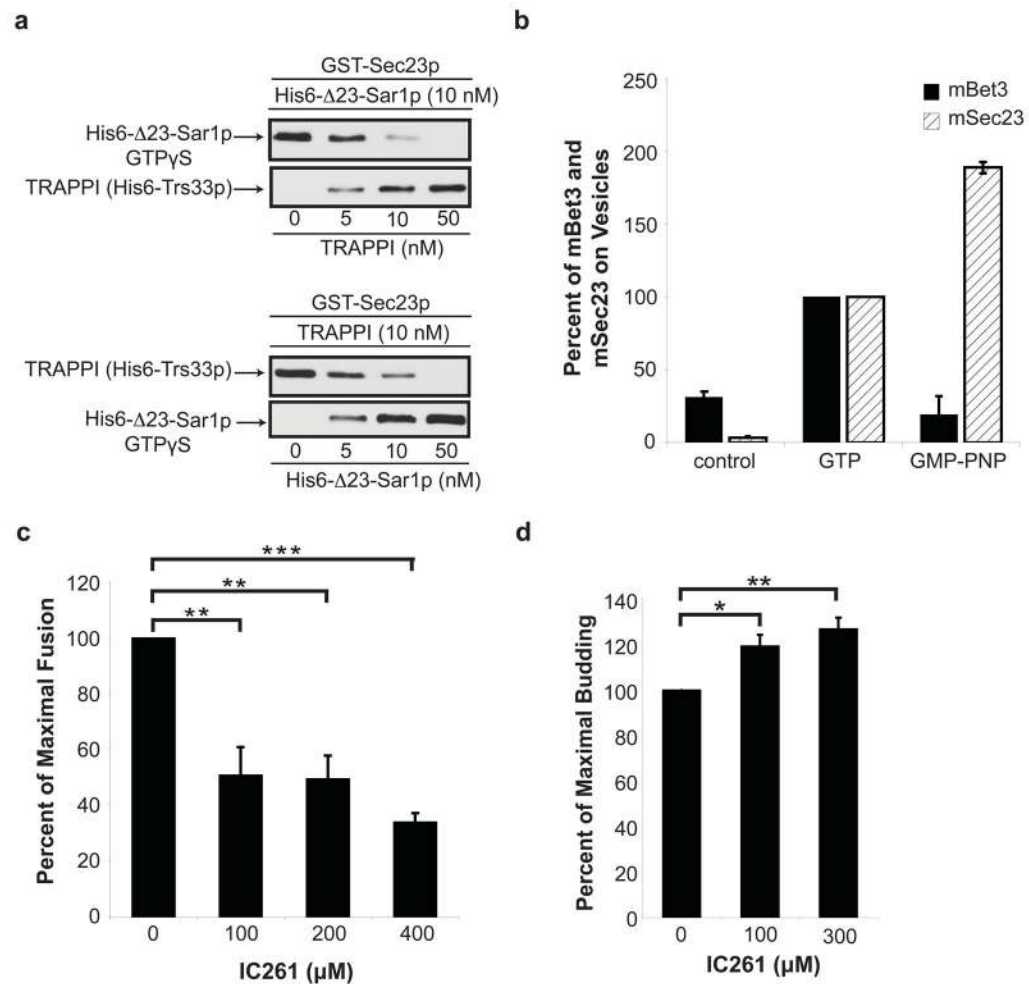 a
GST-Sec23p
His6-Δ23-Sar1p (10 nM)
His6-Δ23-Sar1p
GTPγS
TRAPPI (His6-Trs33p)
0 5 10 50
TRAPPI (nM)
GST-Sec23p
TRAPPI (10 nM)
TRAPPI (His6-Trs33p)
His6-Δ23-Sar1p
GTPγS
0 5 10 50
His6-Δ23-Sar1p (nM)
b
Percent of mBet3 and
mSec23 on Vesicles
250
200
150
100
50
0
mBet3
mSec23
control GTP GMP-PNP
c
Percent of Maximal Fusion
120
100
80
60
40
20
0
***
**
**
0 100 200 400
IC261 (µM)
d
Percent of Maximal Budding
140
120
100
80
60
40
20
0
**
*
0 100 300
IC261 (µM)